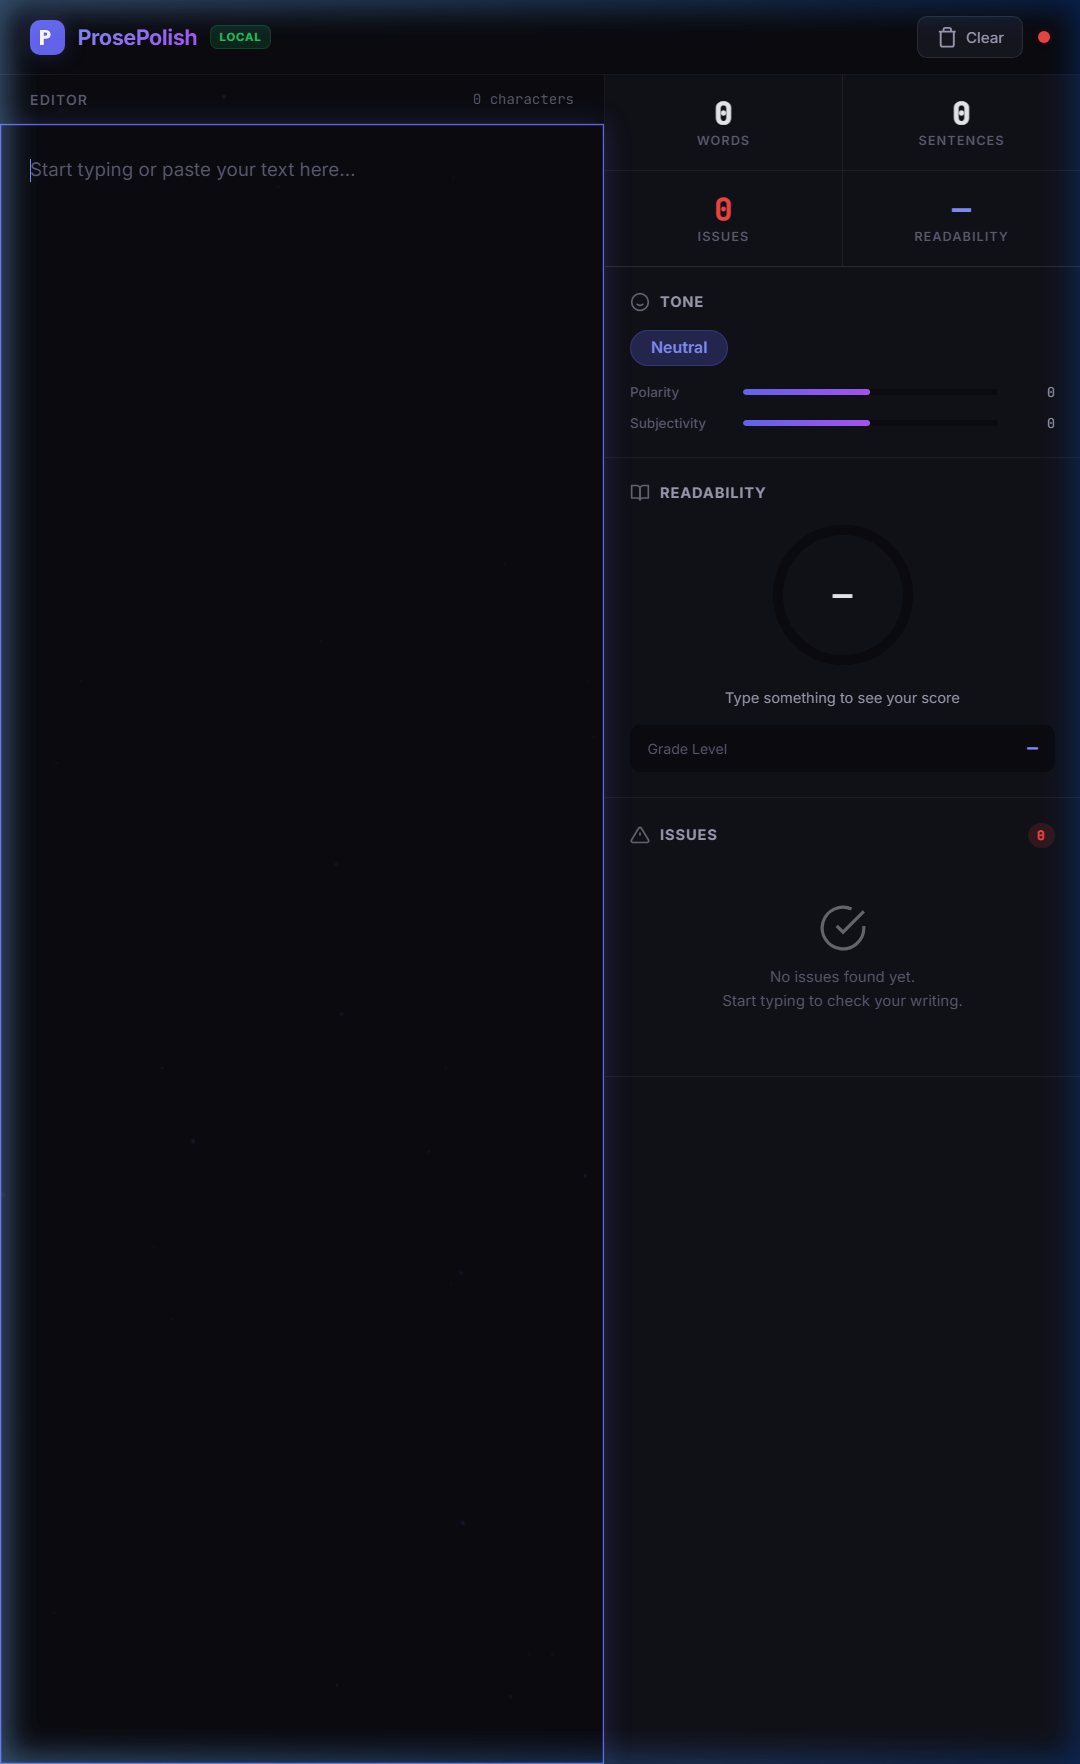 P ProsePolish LOCAL
Clear
EDITOR
0 characters
Start typing or paste your text here...
0
WORDS
0
SENTENCES
0
ISSUES
–
READABILITY
TONE
Neutral
Polarity
0
Subjectivity
0
READABILITY
–
Type something to see your score
Grade Level
–
ISSUES
0
No issues found yet.
Start typing to check your writing.